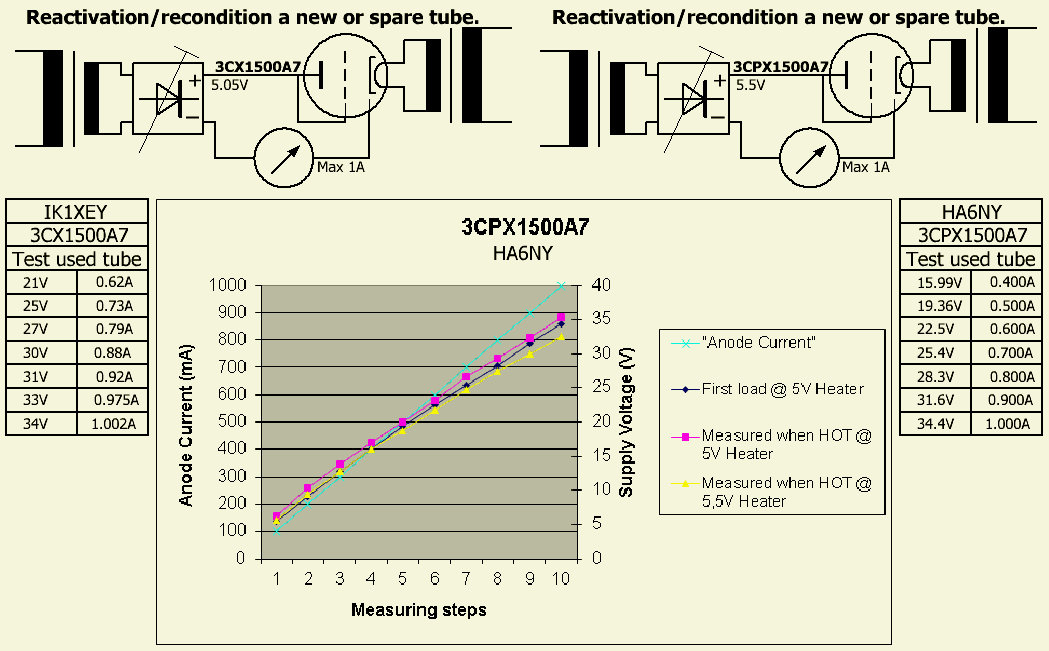 Reactivation/recondition a new or spare tube.
3CX1500A7
5.05V
+
−
Max 1A
Reactivation/recondition a new or spare tube.
3CPX1500A7
5.5V
+
−
Max 1A
IK1XEY
3CX1500A7
Test used tube
21V 0.62A
25V 0.73A
27V 0.79A
30V 0.88A
31V 0.92A
33V 0.975A
34V 1.002A
3CPX1500A7
HA6NY
Anode Current (mA)
1000
900
800
700
600
500
400
300
200
100
0
40
35
30
25
20
15
10
5
0
Supply Voltage (V)
1 2 3 4 5 6 7 8 9 10
Measuring steps
"Anode Current"
First load @ 5V Heater
Measured when HOT @
5V Heater
Measured when HOT @
5,5V Heater
HA6NY
3CPX1500A7
Test used tube
15.99V 0.400A
19.36V 0.500A
22.5V 0.600A
25.4V 0.700A
28.3V 0.800A
31.6V 0.900A
34.4V 1.000A